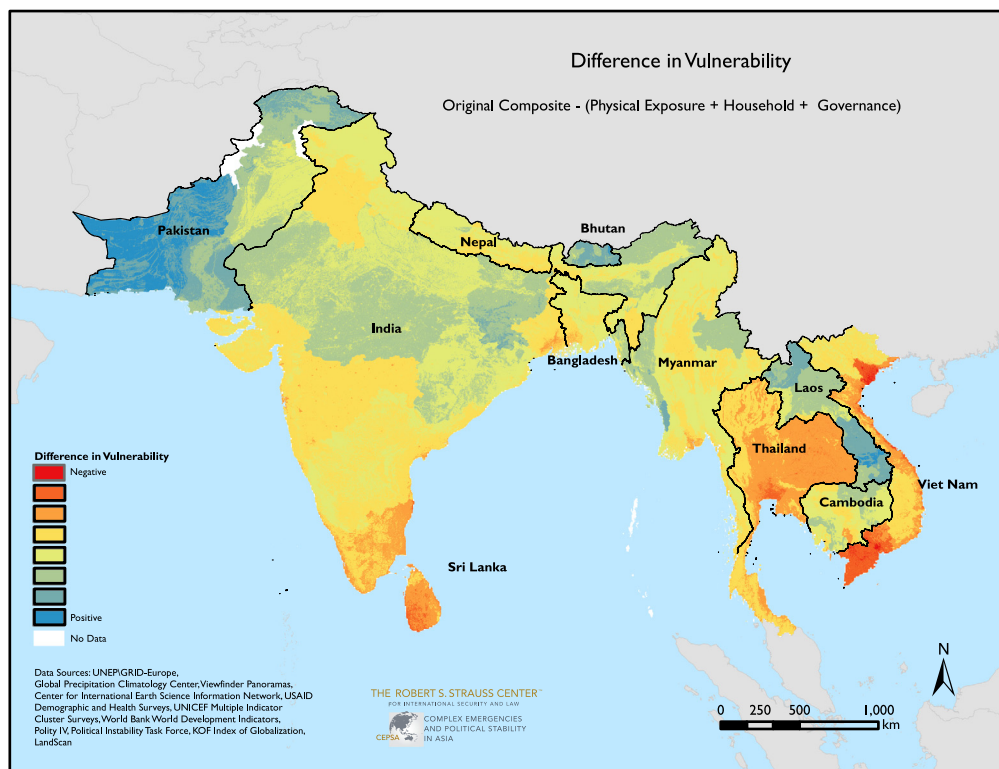 Difference in Vulnerability
Original Composite - (Physical Exposure + Household + Governance)
Pakistan
Nepal
Bhutan
India
Bangladesh
Myanmar
Laos
Thailand
Viet Nam
Cambodia
Sri Lanka
Difference in Vulnerability
Negative
Positive
No Data
Data Sources: UNEP\GRID-Europe,
Global Precipitation Climatology Center, Viewfinder Panoramas,
Center for International Earth Science Information Network, USAID
Demographic and Health Surveys, UNICEF Multiple Indicator
Cluster Surveys, World Bank World Development Indicators,
Polity IV, Political Instability Task Force, KOF Index of Globalization,
LandScan
THE ROBERT S. STRAUSS CENTER
FOR INTERNATIONAL SECURITY AND LAW
CEPSA
COMPLEX EMERGENCIES
AND POLITICAL STABILITY
IN ASIA
N
0 250 500 1,000
km